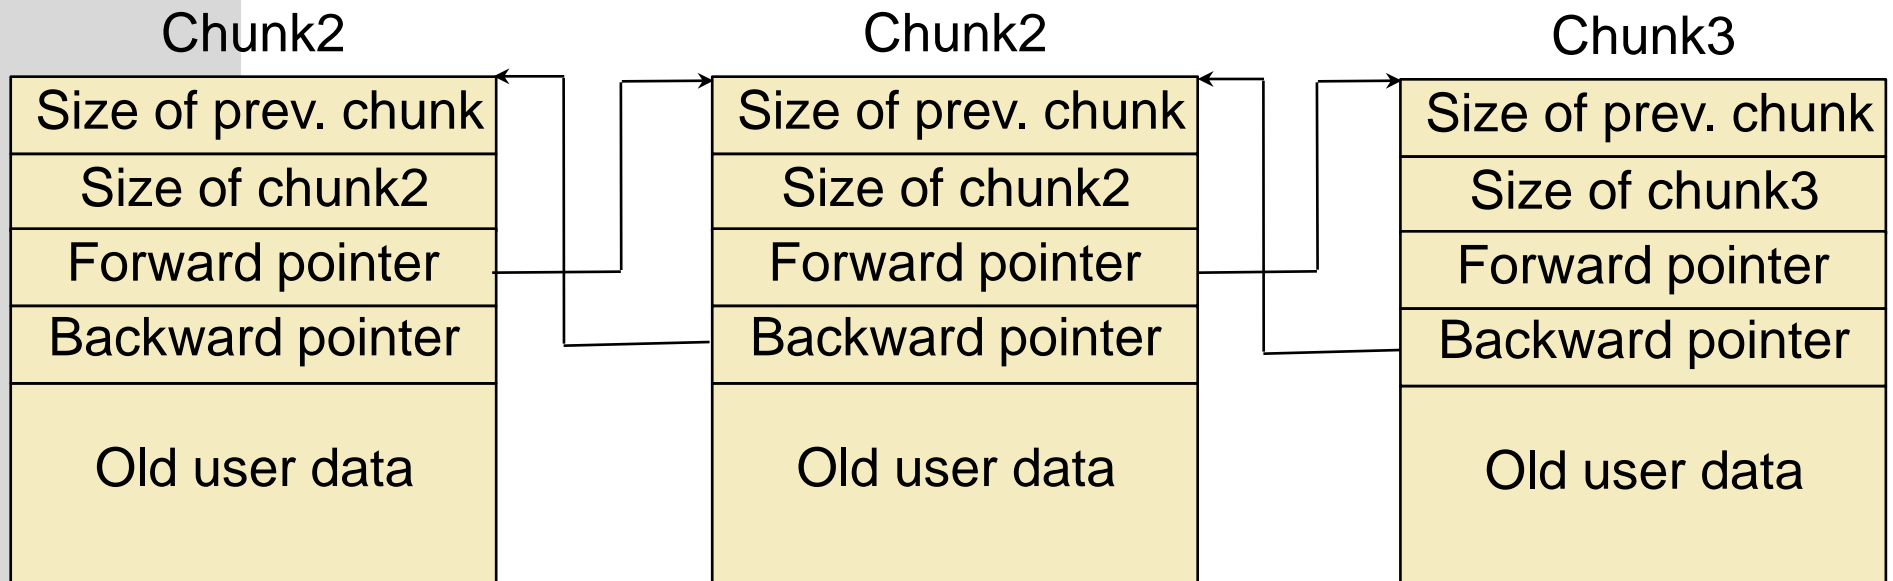 Chunk2
Size of prev. chunk
Size of chunk2
Forward pointer
Backward pointer
Old user data
Chunk2
Size of prev. chunk
Size of chunk2
Forward pointer
Backward pointer
Old user data
Chunk3
Size of prev. chunk
Size of chunk3
Forward pointer
Backward pointer
Old user data